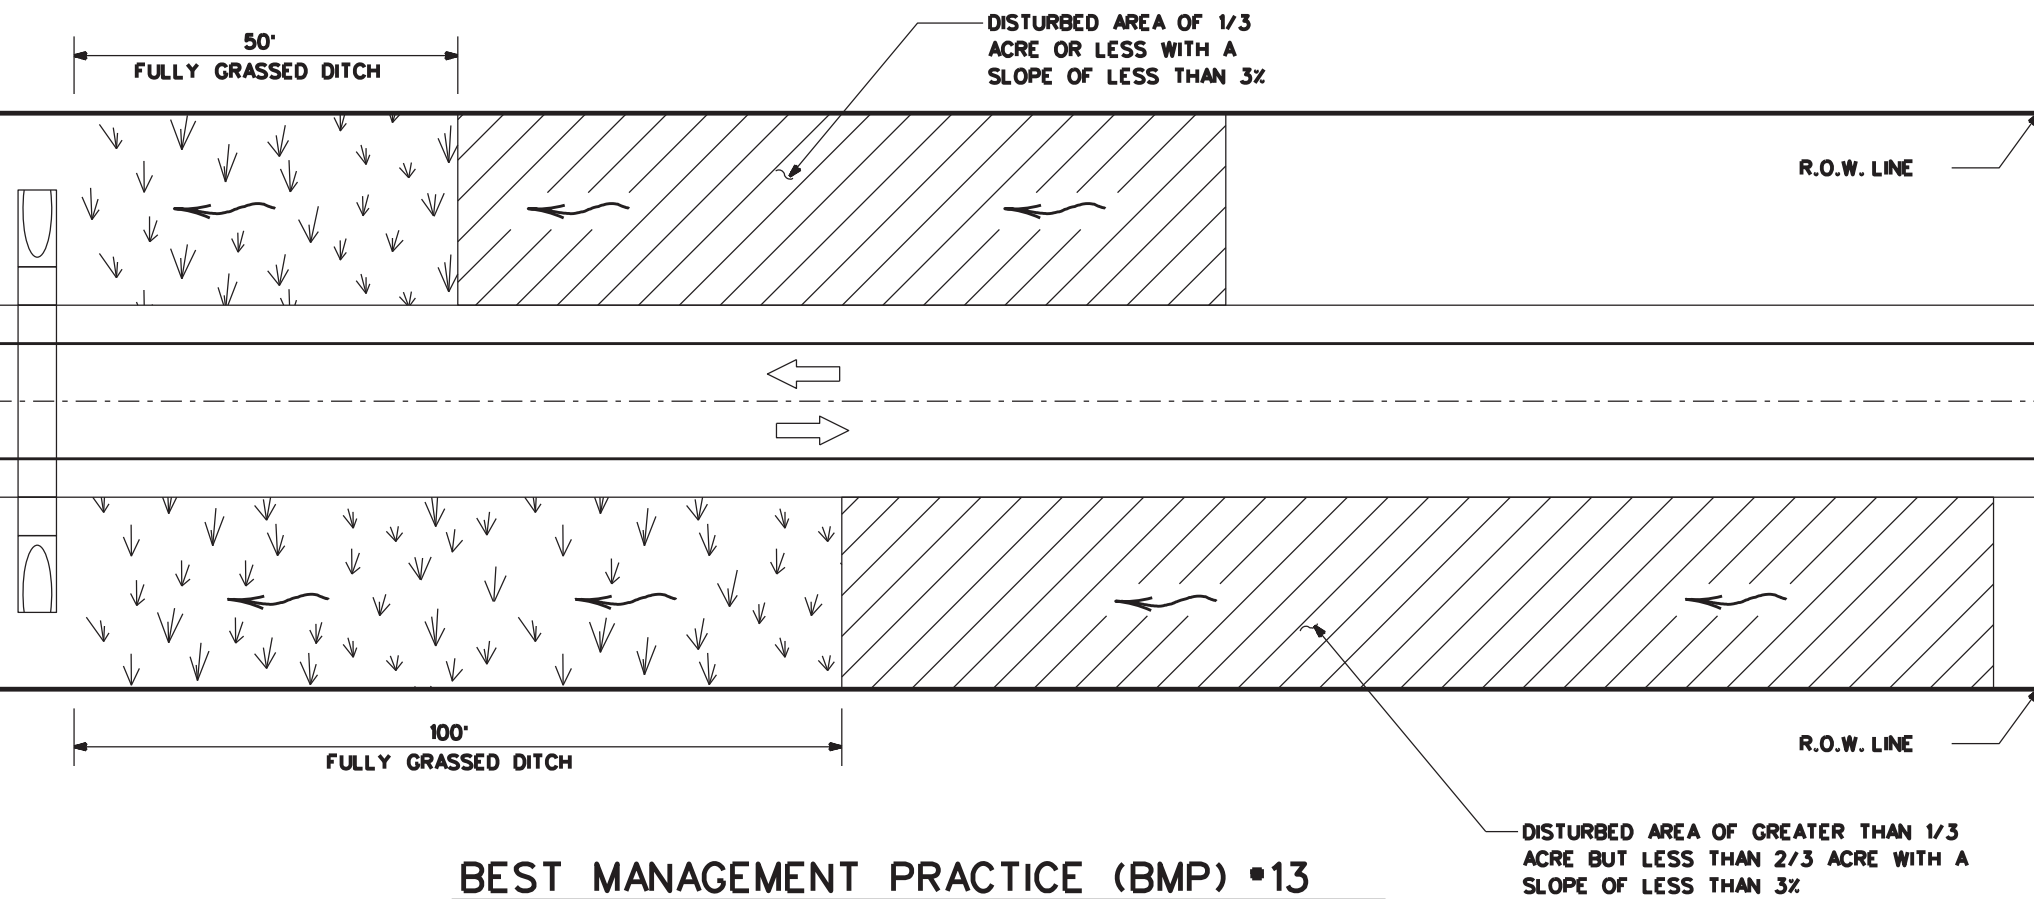 50'
FULLY GRASSED DITCH
DISTURBED AREA OF 1/3
ACRE OR LESS WITH A
SLOPE OF LESS THAN 3%
R.O.W. LINE
100'
FULLY GRASSED DITCH
R.O.W. LINE
DISTURBED AREA OF GREATER THAN 1/3
ACRE BUT LESS THAN 2/3 ACRE WITH A
SLOPE OF LESS THAN 3%
BEST MANAGEMENT PRACTICE (BMP) #13